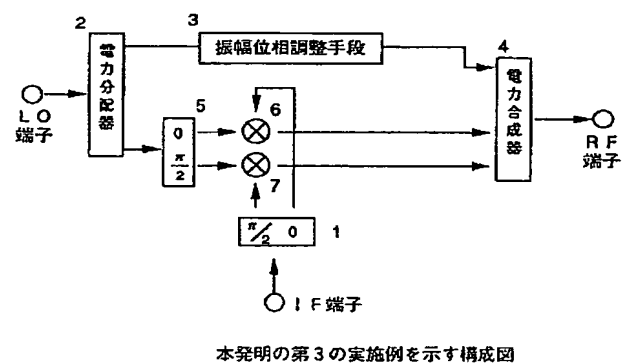 2
電力分配器
3
振幅位相調整手段
4
電力合成器
LO
端子
5
0
π/2
6
7
RF
端子
π/2 0
1
IF端子
本発明の第3の実施例を示す構成図